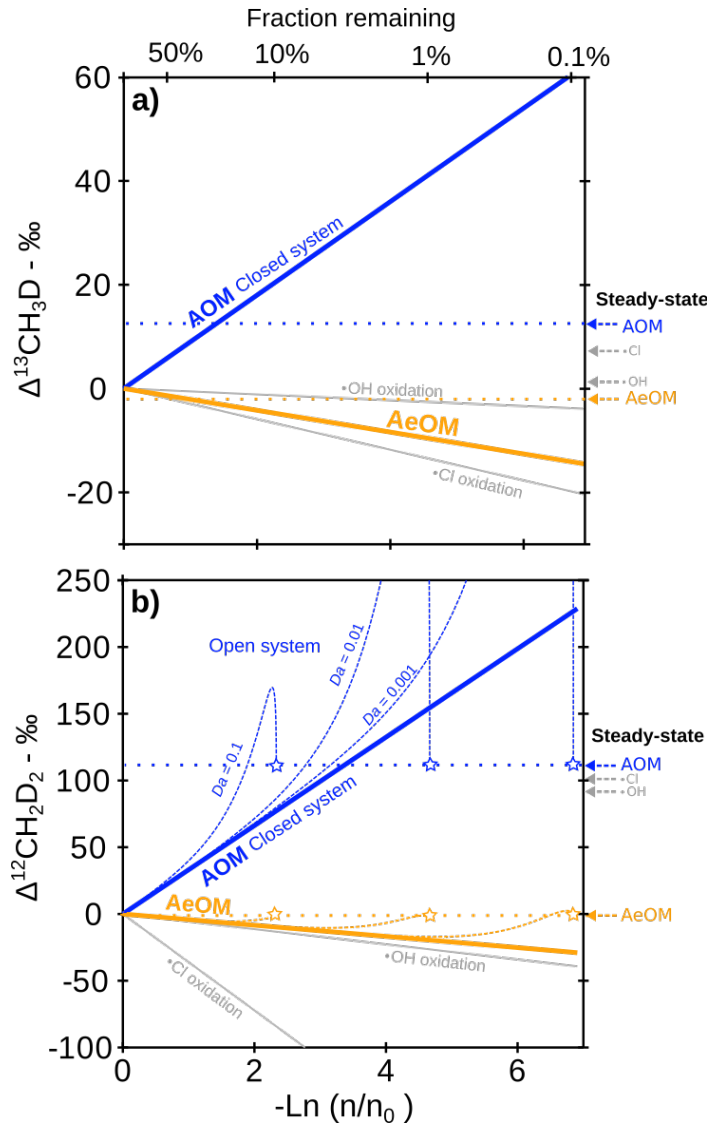 Fraction remaining
50% 10% 1% 0.1%
a)
60
40
20
0
-20
Δ¹³CH₃D - ‰
AOM Closed system
•OH oxidation
AeOM
•Cl oxidation
Steady-state
AOM
•Cl
•OH
AeOM
b)
250
200
150
100
50
0
-50
-100
Δ¹²CH₂D₂ - ‰
Open system
Da = 0.1
Da = 0.01
Da = 0.001
AOM Closed system
AeOM
•OH oxidation
•Cl oxidation
Steady-state
AOM
•Cl
•OH
AeOM
0 2 4 6
-Ln (n/n₀ )